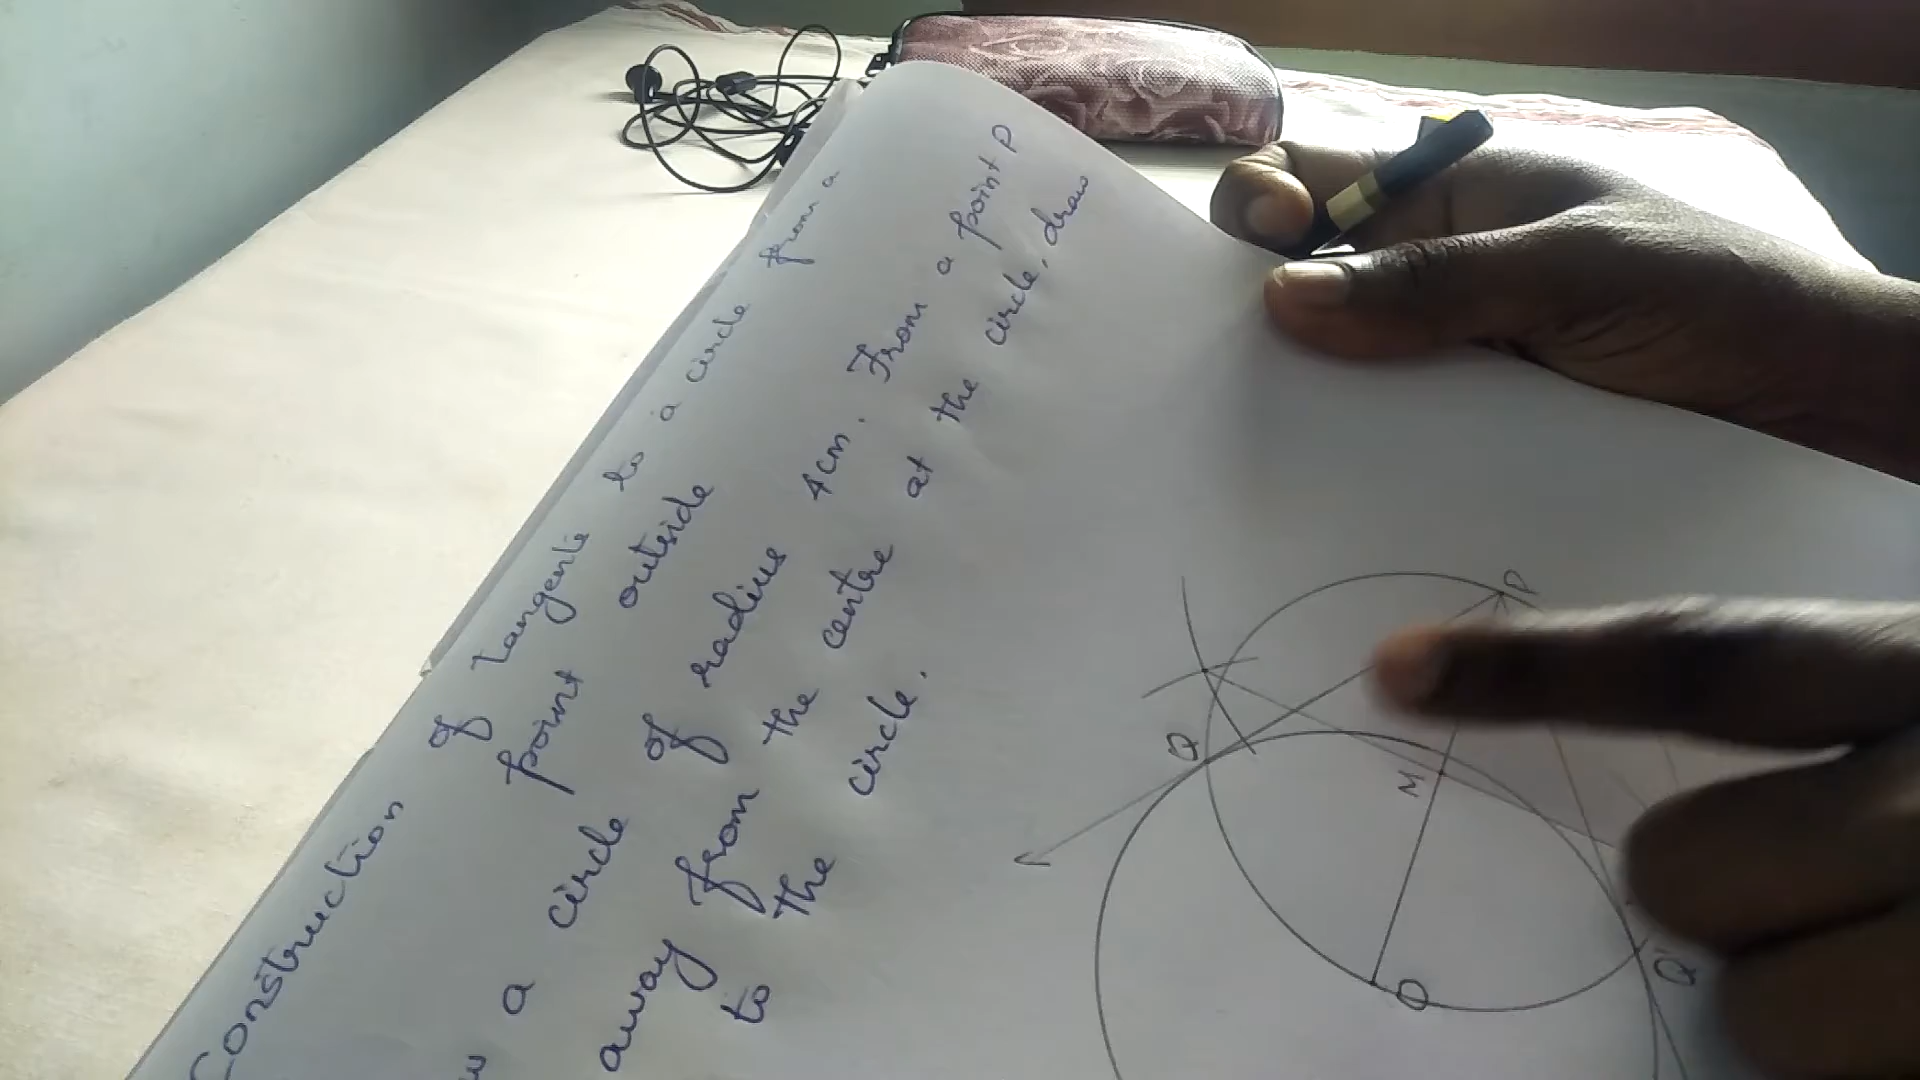 Construction of tangents to a circle from a
point outside
a circle of radius 4cm. From a point P
away from the centre at the circle, draw
to the circle.
P
Q
M
O
Q'